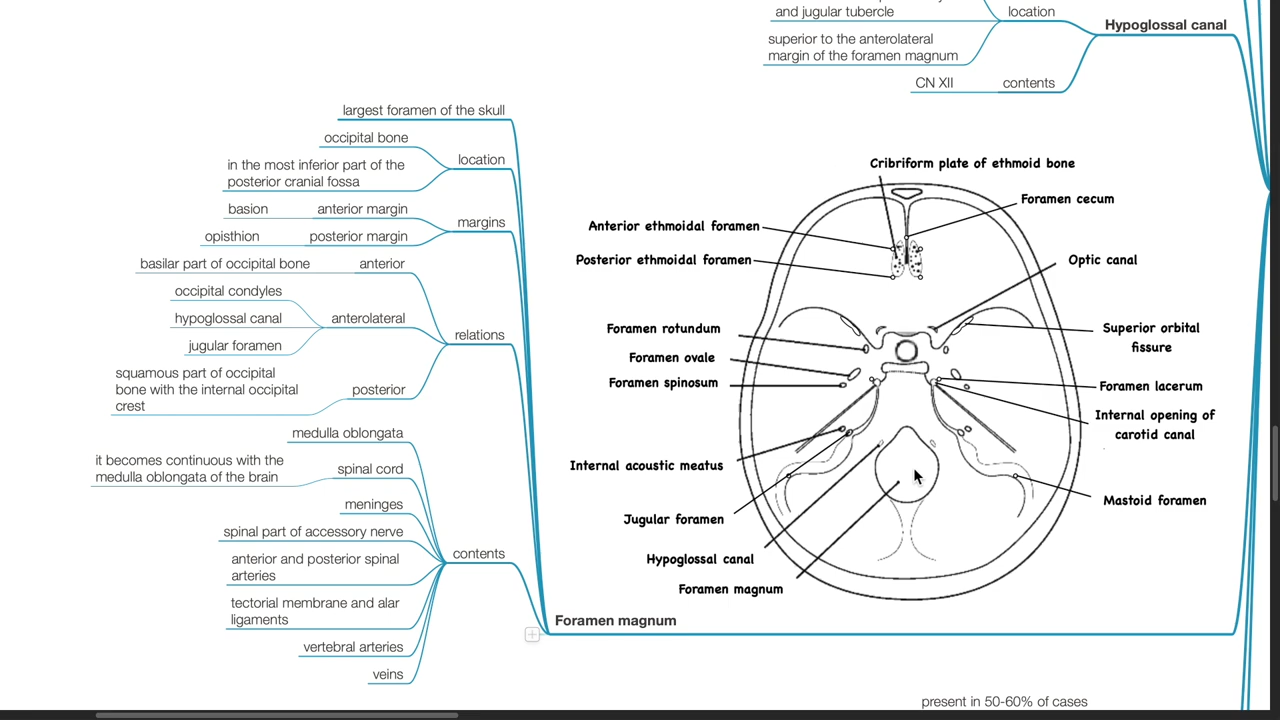 and jugular tubercle
location
superior to the anterolateral
margin of the foramen magnum
Hypoglossal canal
CN XII
contents
largest foramen of the skull
occipital bone
in the most inferior part of the
posterior cranial fossa
location
basion
anterior margin
opisthion
posterior margin
margins
basilar part of occipital bone
anterior
occipital condyles
hypoglossal canal
jugular foramen
anterolateral
relations
squamous part of occipital
bone with the internal occipital
crest
posterior
medulla oblongata
it becomes continuous with the
medulla oblongata of the brain
spinal cord
meninges
spinal part of accessory nerve
contents
anterior and posterior spinal
arteries
tectorial membrane and alar
ligaments
vertebral arteries
veins
Foramen magnum
Cribriform plate of ethmoid bone
Foramen cecum
Anterior ethmoidal foramen
Posterior ethmoidal foramen
Optic canal
Foramen rotundum
Superior orbital
fissure
Foramen ovale
Foramen spinosum
Foramen lacerum
Internal opening of
carotid canal
Internal acoustic meatus
Mastoid foramen
Jugular foramen
Hypoglossal canal
Foramen magnum
present in 50-60% of cases